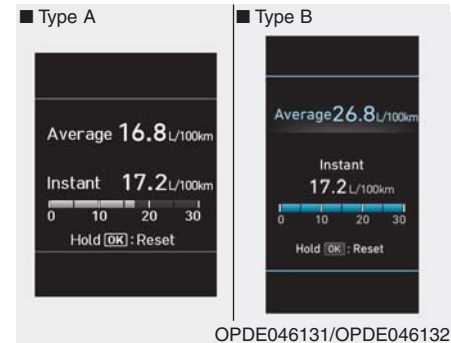 ■ Type A
Average 16.8 L/100km
Instant 17.2 L/100km
0 10 20 30
Hold OK : Reset
■ Type B
Average 26.8 L/100km
Instant
17.2 L/100km
0 10 20 30
Hold OK : Reset
OPDE046131/OPDE046132